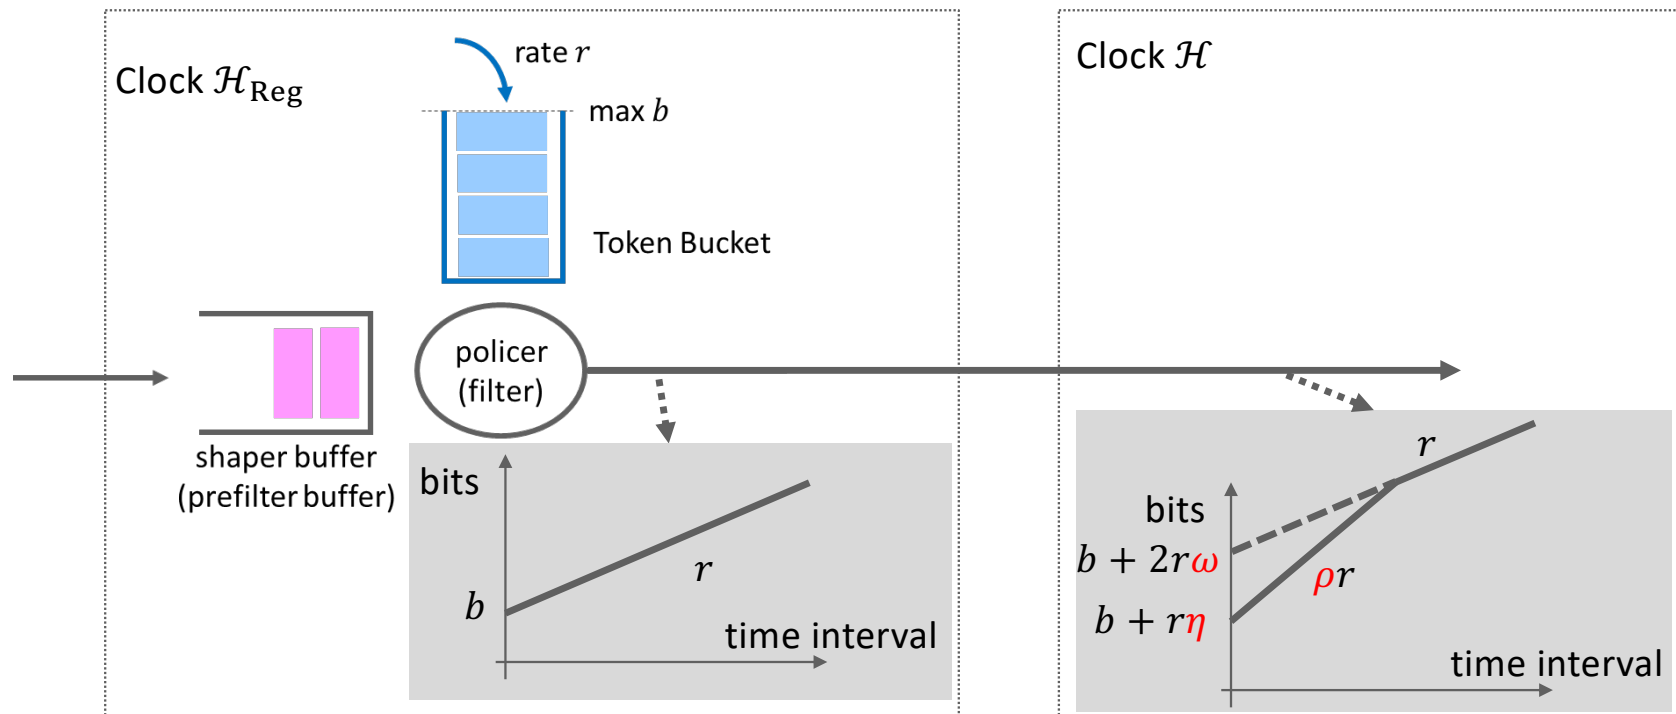 Clock ℋ_Reg
rate r
max b
Token Bucket
policer
(filter)
shaper buffer
(prefilter buffer)
bits
b
r
time interval
Clock ℋ
r
bits
b + 2rω
ρr
b + rη
time interval